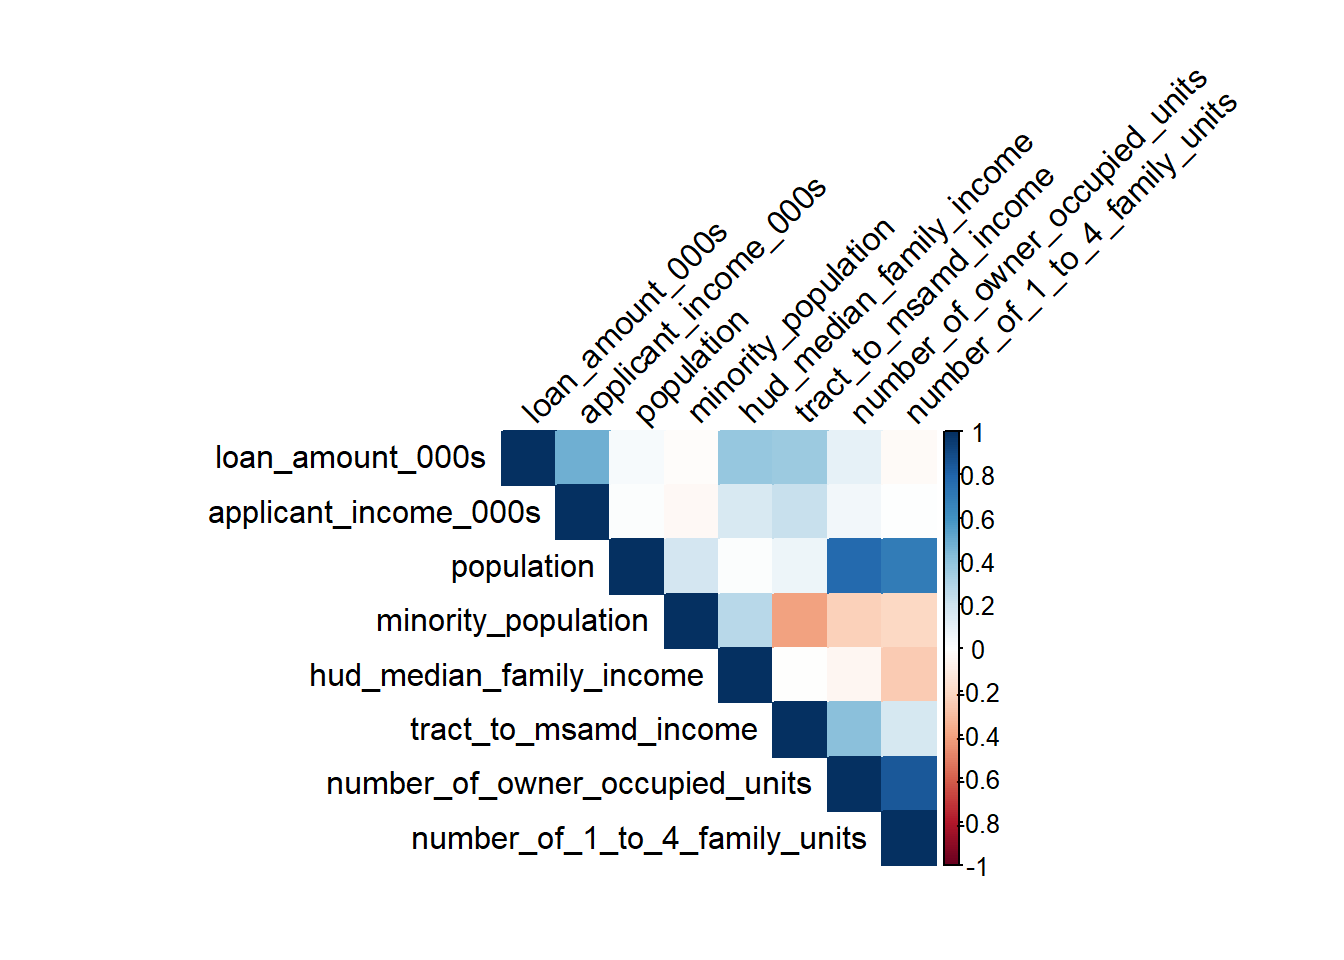 loan_amount_000s
applicant_income_000s
population
minority_population
hud_median_family_income
tract_to_msamd_income
number_of_owner_occupied_units
number_of_1_to_4_family_units
loan_amount_000s
applicant_income_000s
population
minority_population
hud_median_family_income
tract_to_msamd_income
number_of_owner_occupied_units
number_of_1_to_4_family_units
1
0.8
0.6
0.4
0.2
0
-0.2
-0.4
-0.6
-0.8
-1